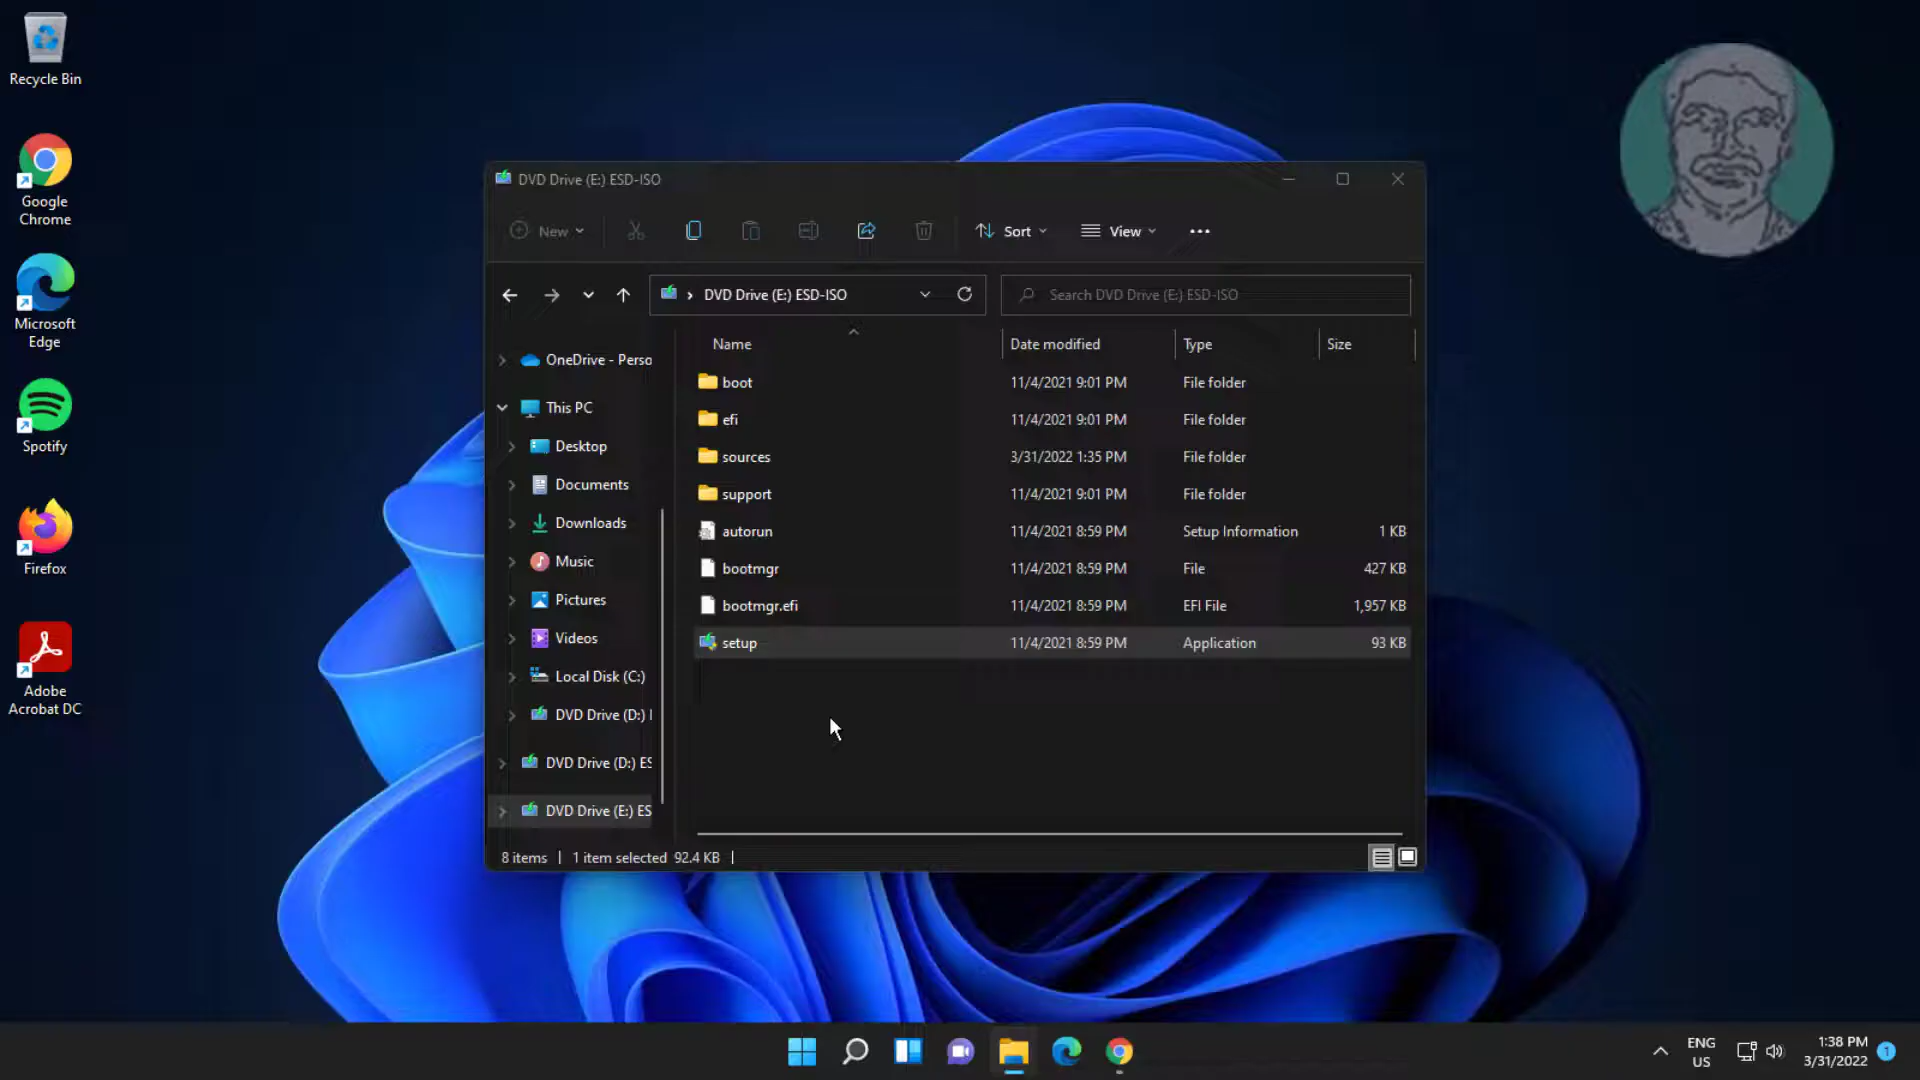 Recycle Bin
Google
Chrome
Microsoft
Edge
Spotify
Firefox
Adobe
Acrobat DC
DVD Drive (E:) ESD-ISO
New
Sort
View
DVD Drive (E:) ESD-ISO
Search DVD Drive (E:) ESD-ISO
OneDrive - Perso
This PC
Desktop
Documents
Downloads
Music
Pictures
Videos
Local Disk (C:)
DVD Drive (D:)
DVD Drive (D:) ES
DVD Drive (E:) ES
Name Date modified Type Size
boot 11/4/2021 9:01 PM File folder
efi 11/4/2021 9:01 PM File folder
sources 3/31/2022 1:35 PM File folder
support 11/4/2021 9:01 PM File folder
autorun 11/4/2021 8:59 PM Setup Information 1 KB
bootmgr 11/4/2021 8:59 PM File 427 KB
bootmgr.efi 11/4/2021 8:59 PM EFI File 1,957 KB
setup 11/4/2021 8:59 PM Application 93 KB
8 items | 1 item selected 92.4 KB |
ENG
US
1:38 PM
3/31/2022
1